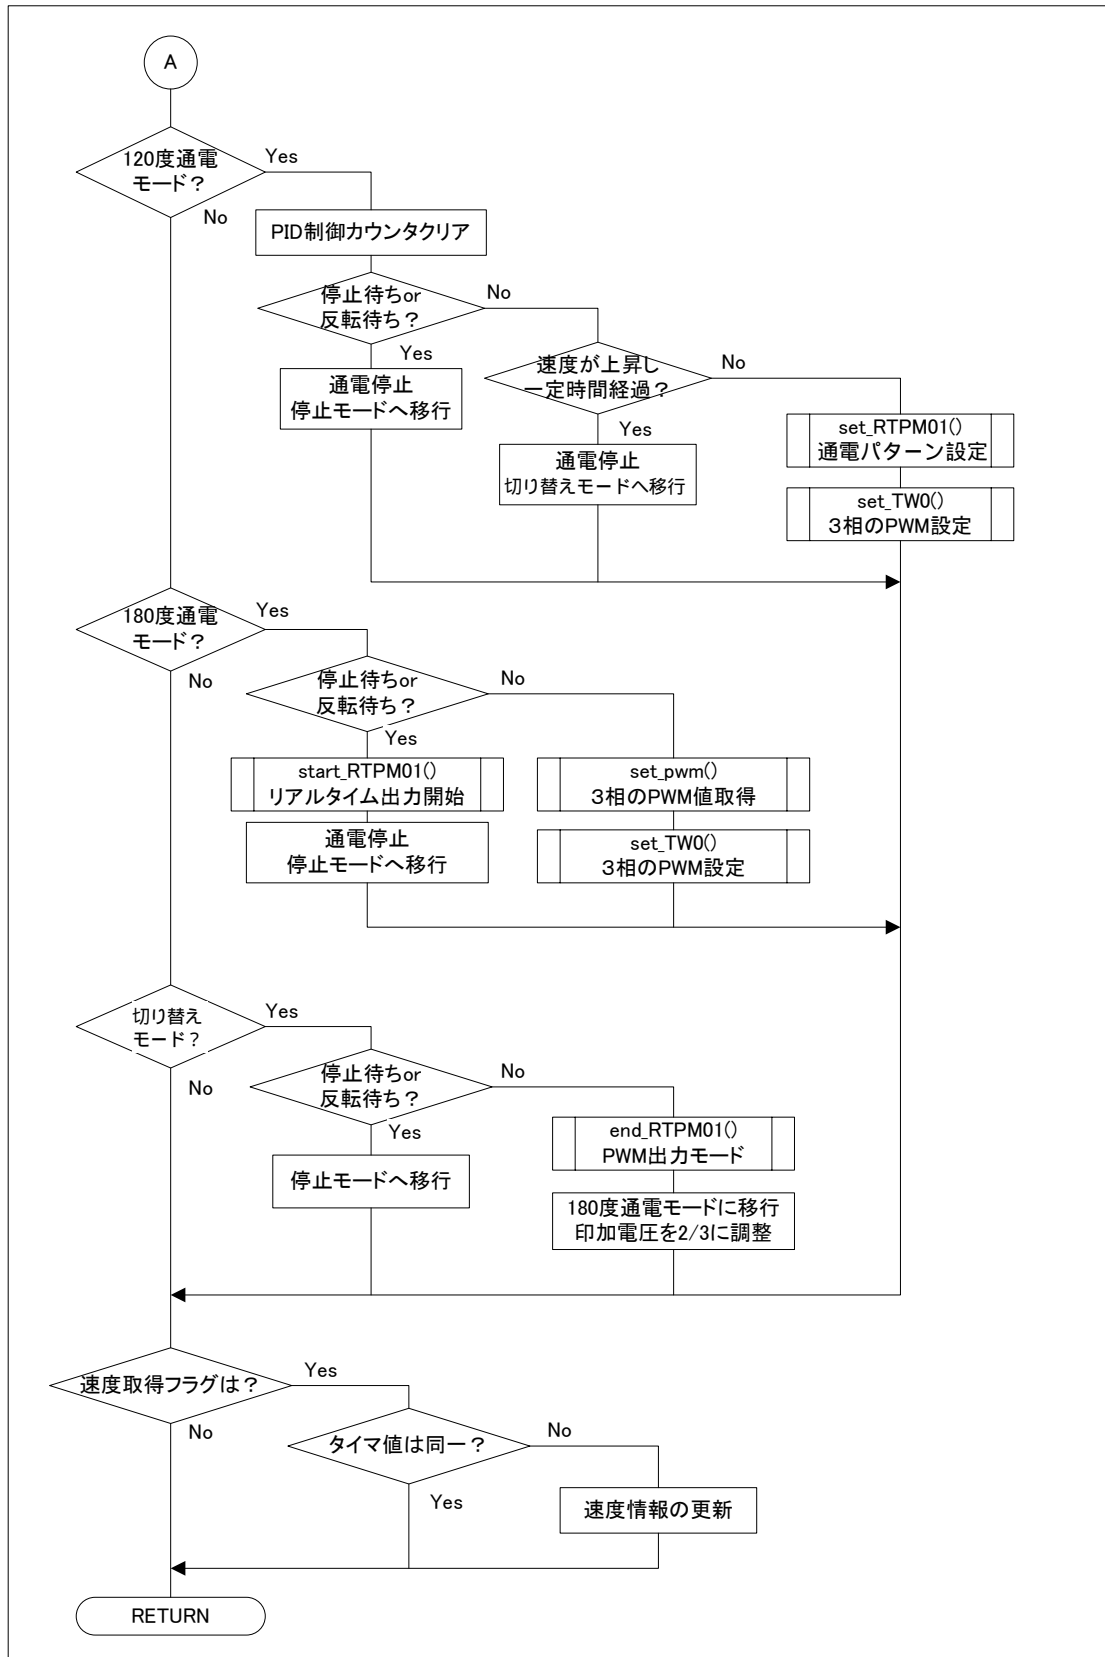 A
120度通電
モード？
Yes
No
PID制御カウンタクリア
停止待ちor
反転待ち？
No
Yes
通電停止
停止モードへ移行
速度が上昇し
一定時間経過？
No
Yes
通電停止
切り替えモードへ移行
set_RTPM01()
通電パターン設定
set_TW0()
３相のPWM設定
180度通電
モード？
Yes
No
停止待ちor
反転待ち？
No
Yes
start_RTPM01()
リアルタイム出力開始
通電停止
停止モードへ移行
set_pwm()
３相のPWM値取得
set_TW0()
３相のPWM設定
切り替え
モード？
Yes
No
停止待ちor
反転待ち？
No
Yes
停止モードへ移行
end_RTPM01()
PWM出力モード
180度通電モードに移行
印加電圧を2/3に調整
速度取得フラグは？
Yes
No
タイマ値は同一？
No
Yes
速度情報の更新
RETURN